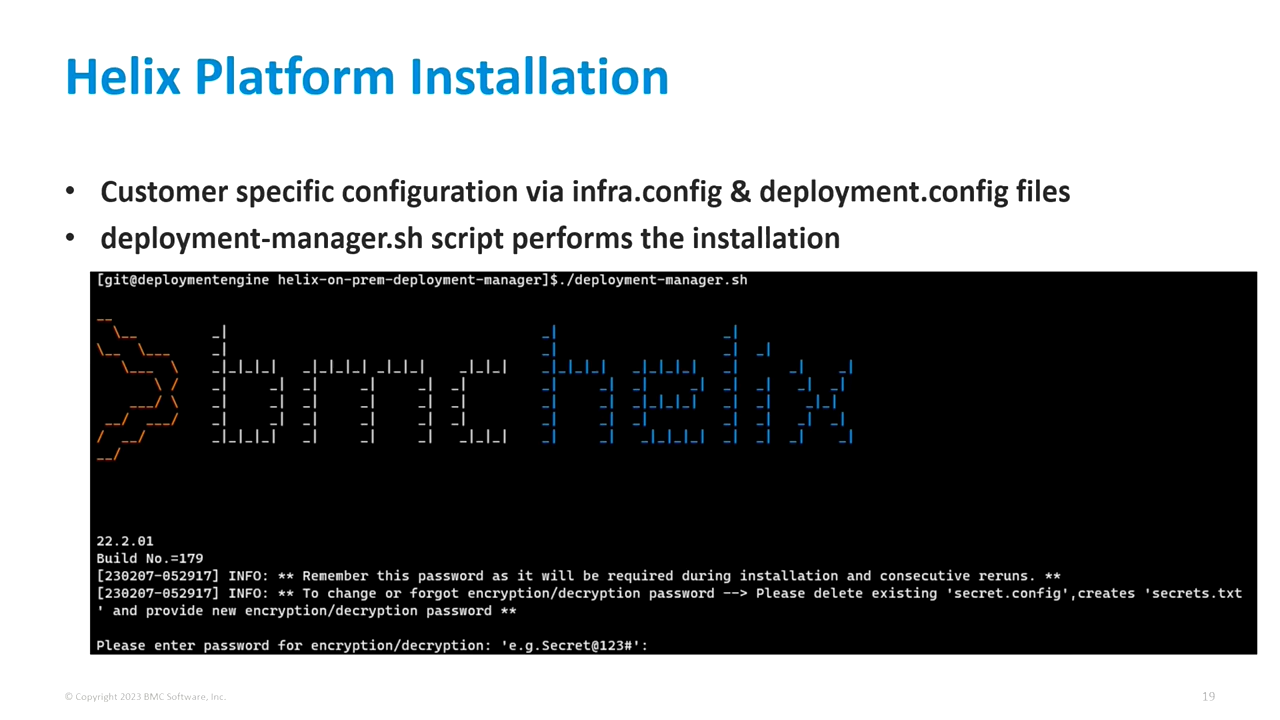 Helix Platform Installation
• Customer specific configuration via infra.config & deployment.config files
• deployment-manager.sh script performs the installation
[git@deploymentengine helix-on-prem-deployment-manager]$./deployment-manager.sh
bmc helix
22.2.01
Build No.=179
[230207-052917] INFO: ** Remember this password as it will be required during installation and consecutive reruns. **
[230207-052917] INFO: ** To change or forgot encryption/decryption password --> Please delete existing 'secret.config',creates 'secrets.txt
' and provide new encryption/decryption password **
Please enter password for encryption/decryption: 'e.g.Secret@123#':
© Copyright 2023 BMC Software, Inc.
19